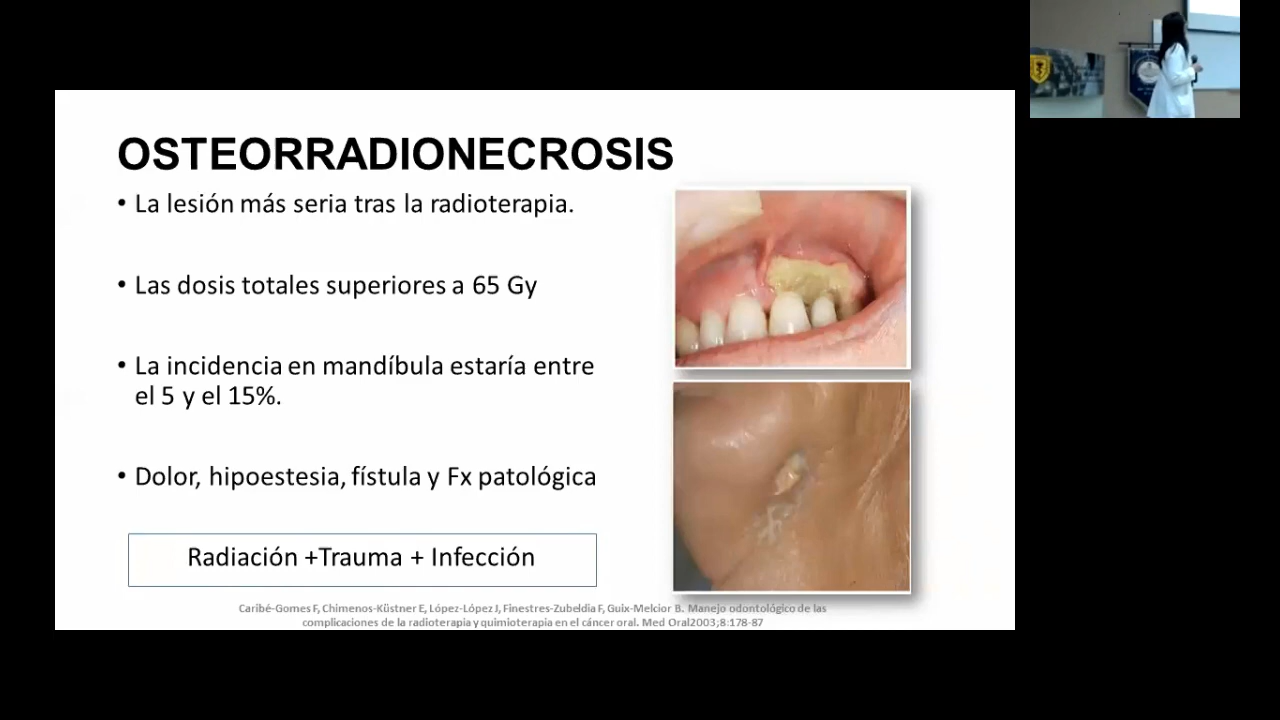 OSTEORRADIONECROSIS
• La lesión más seria tras la radioterapia.
• Las dosis totales superiores a 65 Gy
• La incidencia en mandíbula estaría entre
el 5 y el 15%.
• Dolor, hipoestesia, fístula y Fx patológica
Radiación +Trauma + Infección
Caribé-Gomes F, Chimenos-Küstner E, López-López J, Finestres-Zubeldia F, Guix-Melcior B. Manejo odontológico de las
complicaciones de la radioterapia y quimioterapia en el cáncer oral. Med Oral2003;8:178-87